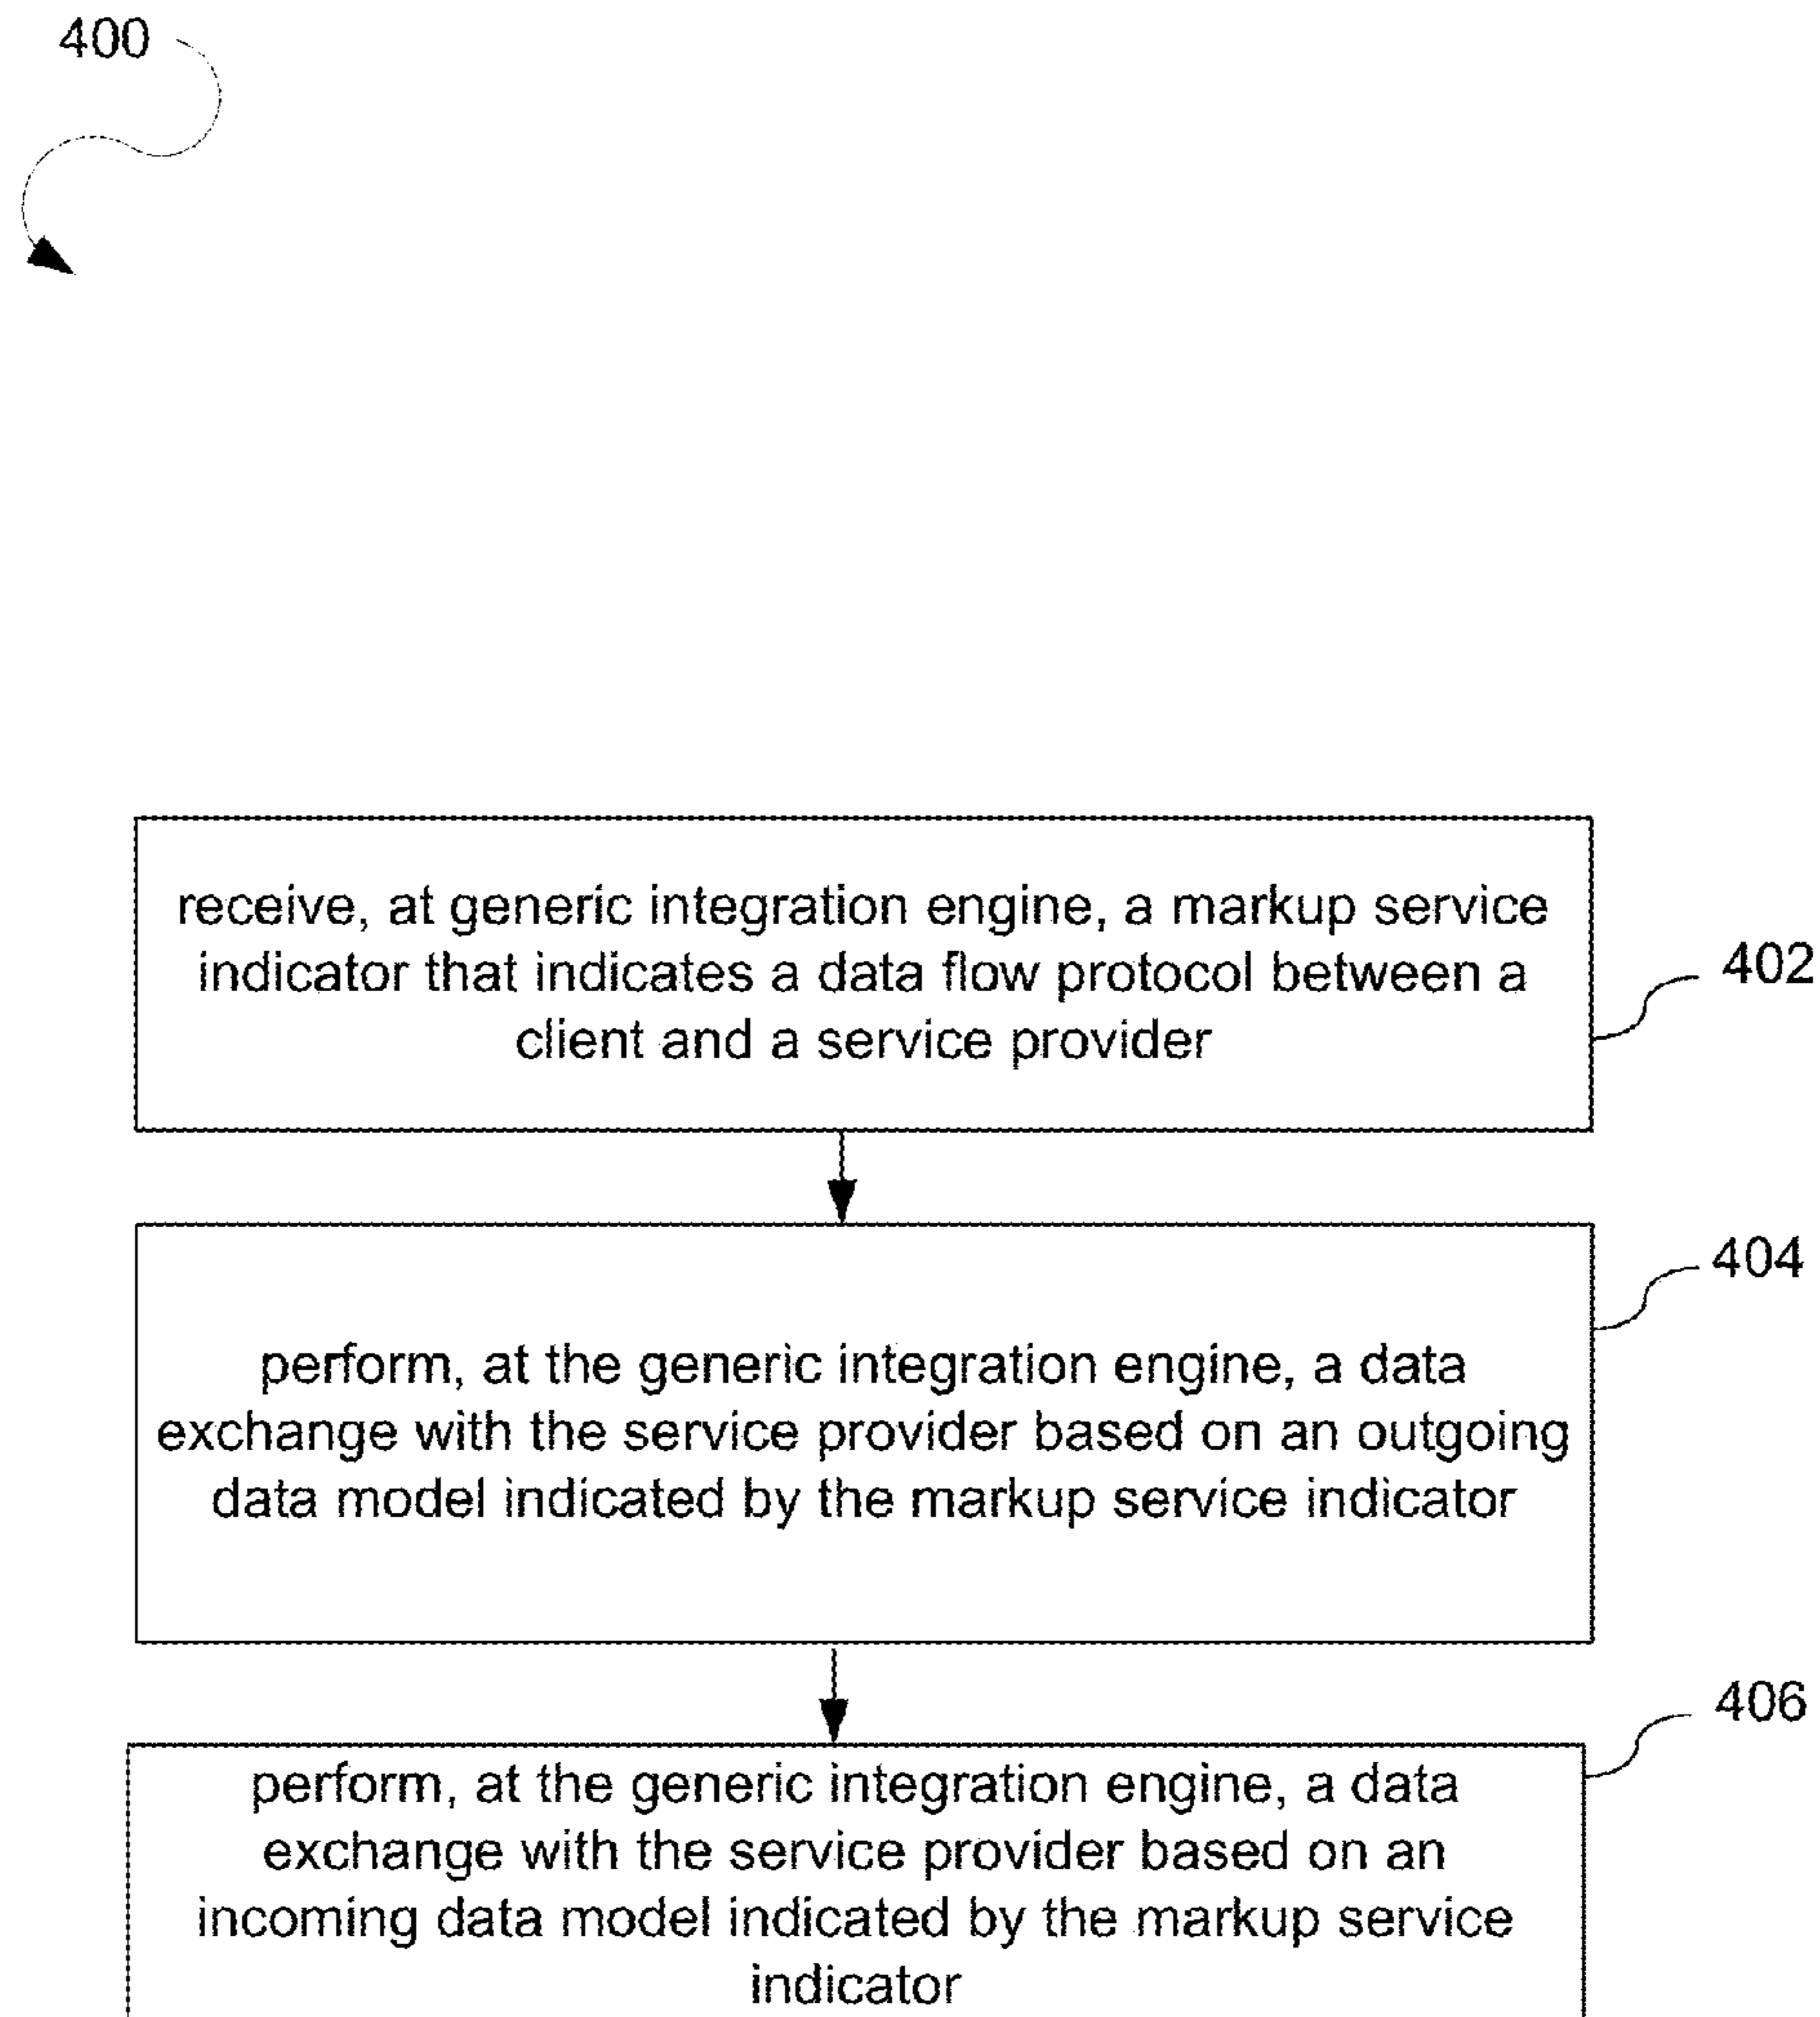 400
receive, at generic integration engine, a markup service
indicator that indicates a data flow protocol between a
client and a service provider
402
404
perform, at the generic integration engine, a data
exchange with the service provider based on an outgoing
data model indicated by the markup service indicator
406
perform, at the generic integration engine, a data
exchange with the service provider based on an
incoming data model indicated by the markup service
indicator